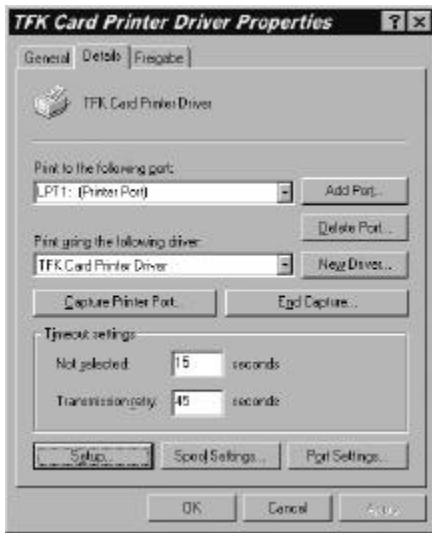 TFK Card Printer Driver Properties ? ×
General Details Freigabe
TFK Card Printer Driver
Print to the following port:
LPT1: (Printer Port) Add Port...
Delete Port...
Print using the following driver:
TFK Card Printer Driver New Driver...
Capture Printer Port... End Capture...
Timeout settings
Not selected: 15 seconds
Transmission retry: 45 seconds
Setup... Spool Settings... Port Settings...
OK Cancel Apply